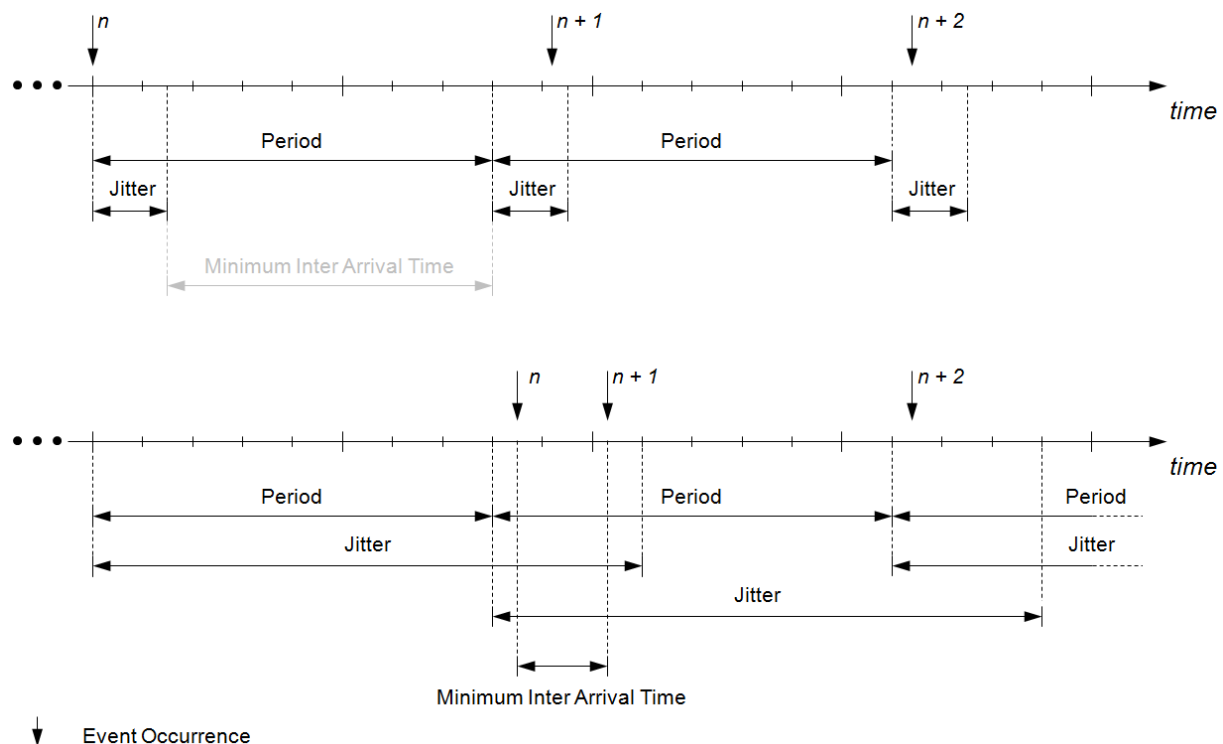 n
n + 1
n + 2
time
Period
Period
Jitter
Jitter
Jitter
Minimum Inter Arrival Time
n
n + 1
n + 2
time
Period
Period
Period
Jitter
Jitter
Jitter
Minimum Inter Arrival Time
Event Occurrence